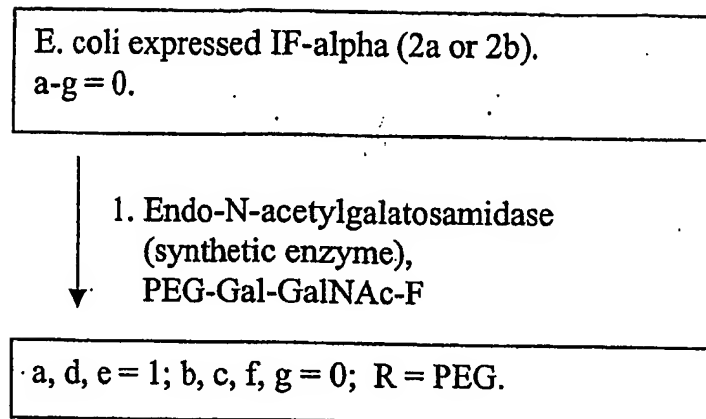 E. coli expressed IF-alpha (2a or 2b).
a-g = 0.
1. Endo-N-acetylgalatosamidase
(synthetic enzyme),
PEG-Gal-GalNAc-F
a, d, e = 1; b, c, f, g = 0; R = PEG.